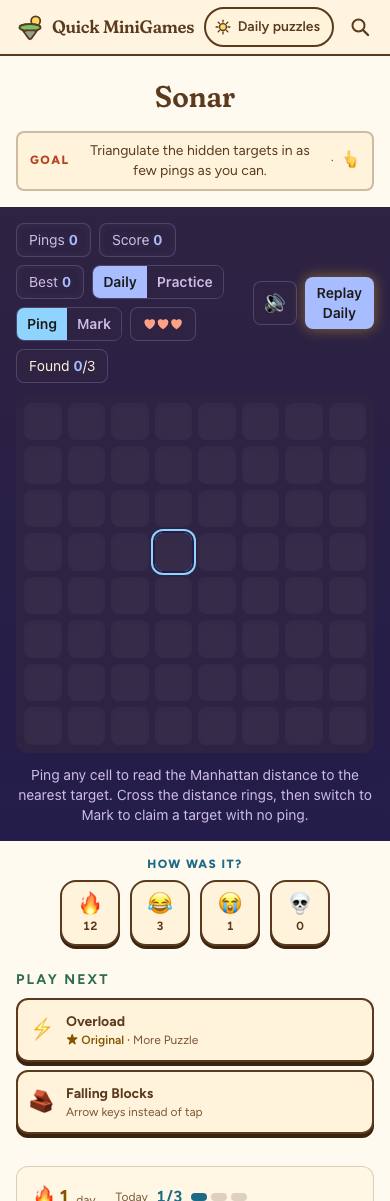 Quick MiniGames
Daily puzzles
Sonar
GOAL
Triangulate the hidden targets in as
few pings as you can.
Pings 0
Score 0
Best 0
Daily
Practice
Ping
Mark
Found 0/3
Replay
Daily
Ping any cell to read the Manhattan distance to the
nearest target. Cross the distance rings, then switch to
Mark to claim a target with no ping.
HOW WAS IT?
12
3
1
0
PLAY NEXT
Overload
Original · More Puzzle
Falling Blocks
Arrow keys instead of tap
1 day
Today 1/3